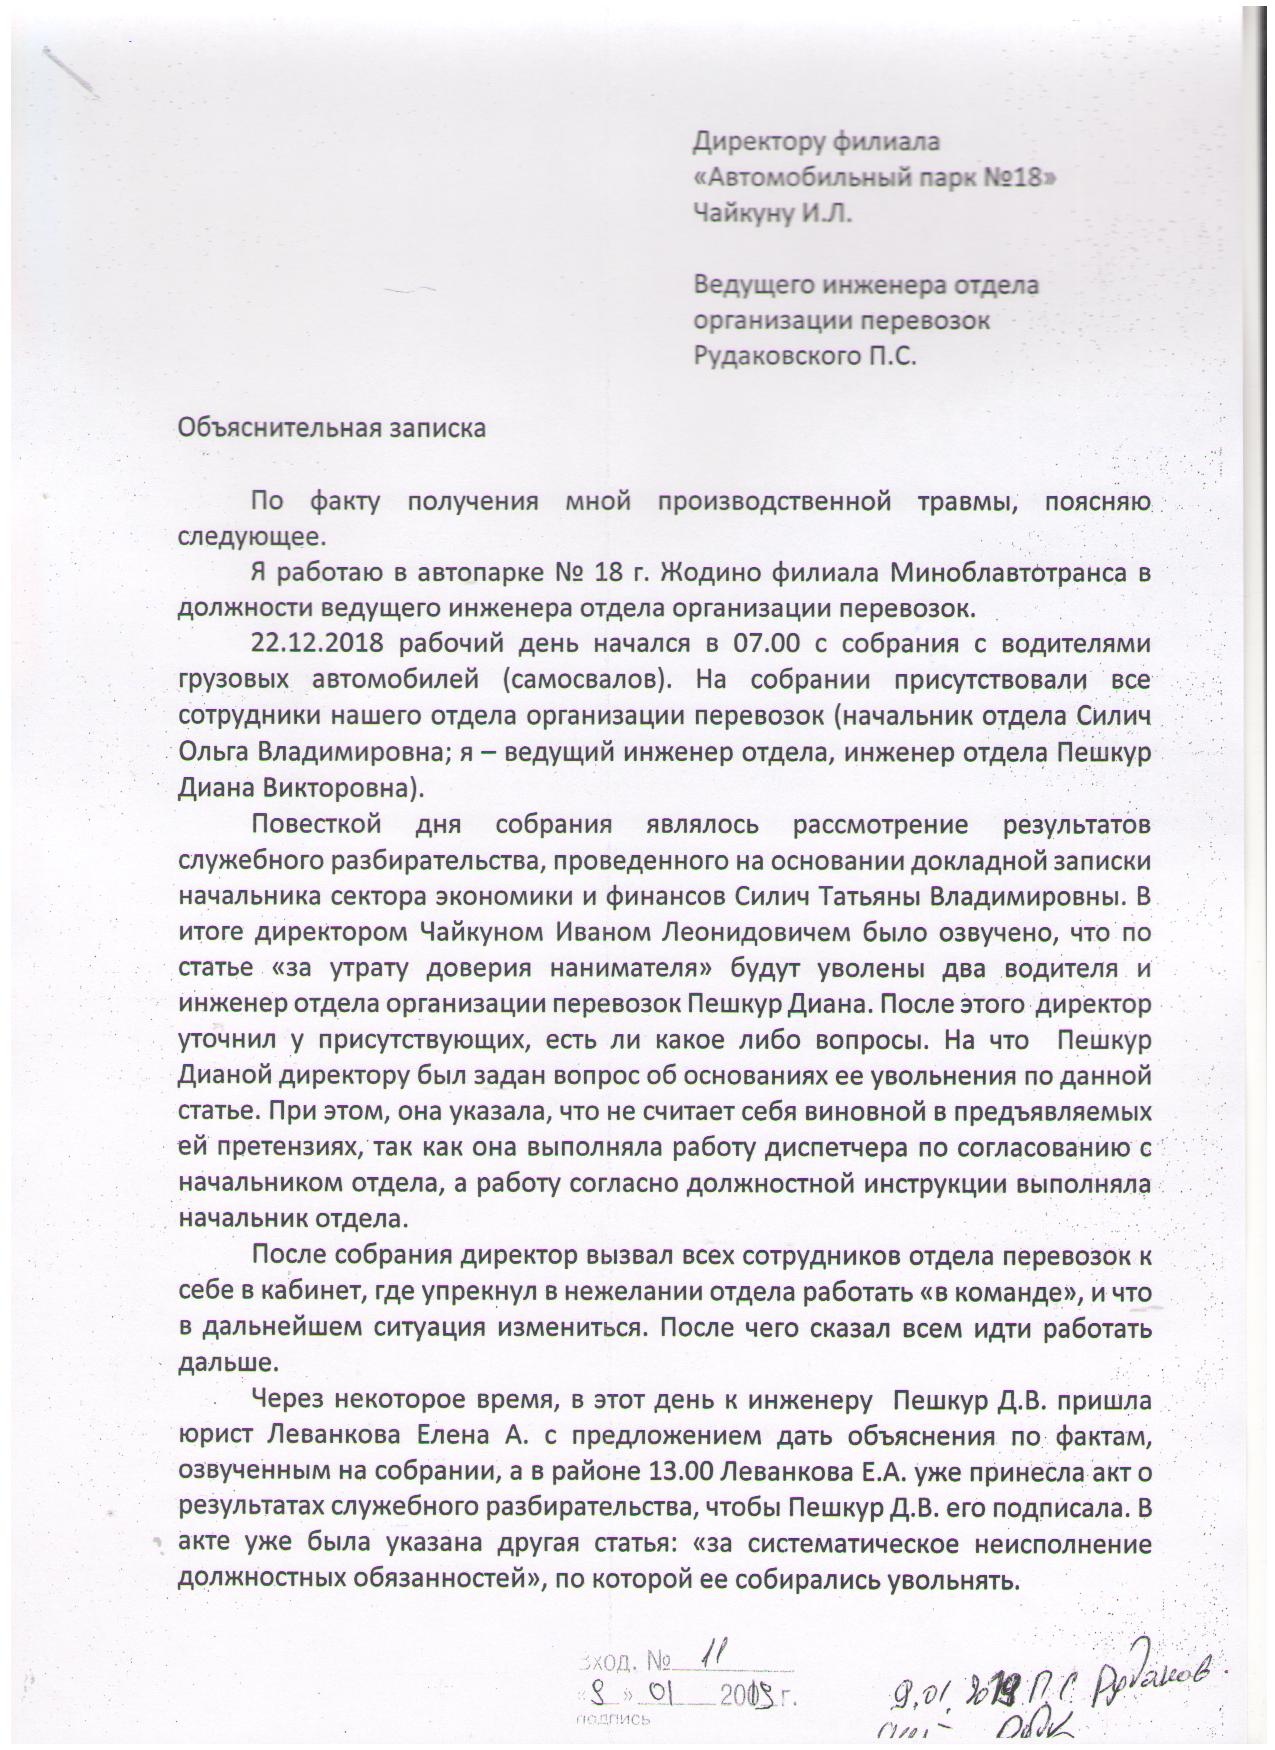 Директору филиала
«Автомобильный парк №18»
Чайкуну И.Л.
Ведущего инженера отдела
организации перевозок
Рудаковского П.С.
Объяснительная записка
По факту получения мной производственной травмы, поясняю
следующее.
Я работаю в автопарке № 18 г. Жодино филиала Миноблавтотранса в
должности ведущего инженера отдела организации перевозок.
22.12.2018 рабочий день начался в 07.00 с собрания с водителями
грузовых автомобилей (самосвалов). На собрании присутствовали все
сотрудники нашего отдела организации перевозок (начальник отдела Силич
Ольга Владимировна; я – ведущий инженер отдела, инженер отдела Пешкур
Диана Викторовна).
Повесткой дня собрания являлось рассмотрение результатов
служебного разбирательства, проведенного на основании докладной записки
начальника сектора экономики и финансов Силич Татьяны Владимировны. В
итоге директором Чайкуном Иваном Леонидовичем было озвучено, что по
статье «за утрату доверия нанимателя» будут уволены два водителя и
инженер отдела организации перевозок Пешкур Диана. После этого директор
уточнил у присутствующих, есть ли какое либо вопросы. На что Пешкур
Дианой директору был задан вопрос об основаниях ее увольнения по данной
статье. При этом, она указала, что не считает себя виновной в предъявляемых
ей претензиях, так как она выполняла работу диспетчера по согласованию с
начальником отдела, а работу согласно должностной инструкции выполняла
начальник отдела.
После собрания директор вызвал всех сотрудников отдела перевозок к
себе в кабинет, где упрекнул в нежелании отдела работать «в команде», и что
в дальнейшем ситуация измениться. После чего сказал всем идти работать
дальше.
Через некоторое время, в этот день к инженеру Пешкур Д.В. пришла
юрист Леванкова Елена А. с предложением дать объяснения по фактам,
озвученным на собрании, а в районе 13.00 Леванкова Е.А. уже принесла акт о
результатах служебного разбирательства, чтобы Пешкур Д.В. его подписала. В
акте уже была указана другая статья: «за систематическое неисполнение
должностных обязанностей», по которой ее собирались увольнять.
вход. № 11
«9» 01 2019 г.
подпись
9.01.2019 П.С. Рудаков